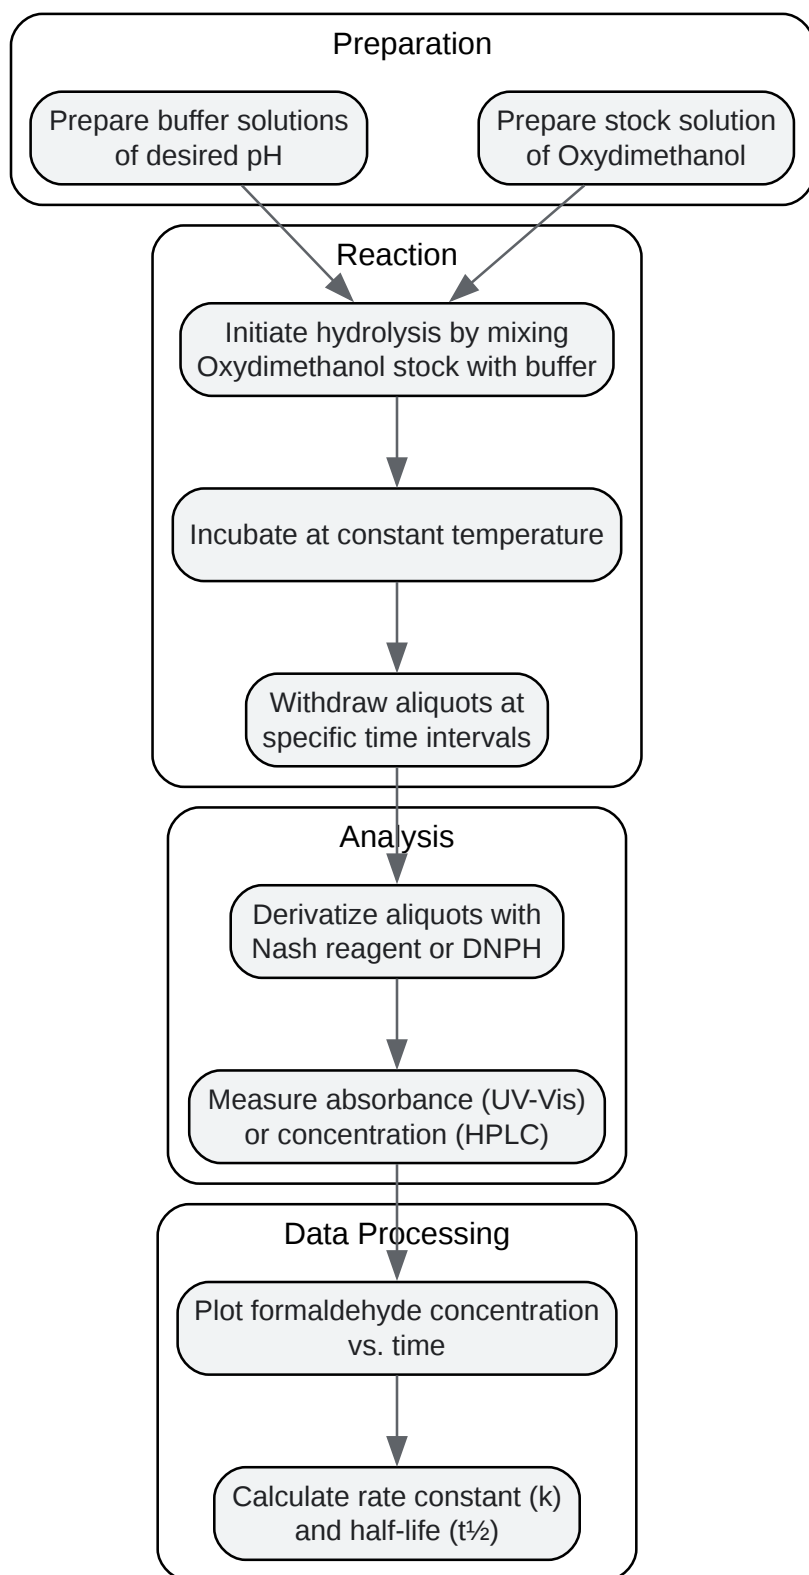 Preparation
Prepare buffer solutions
of desired pH
Prepare stock solution
of Oxydimethanol
Reaction
Initiate hydrolysis by mixing
Oxydimethanol stock with buffer
Incubate at constant temperature
Withdraw aliquots at
specific time intervals
Analysis
Derivatize aliquots with
Nash reagent or DNPH
Measure absorbance (UV-Vis)
or concentration (HPLC)
Data Processing
Plot formaldehyde concentration
vs. time
Calculate rate constant (k)
and half-life (t½)